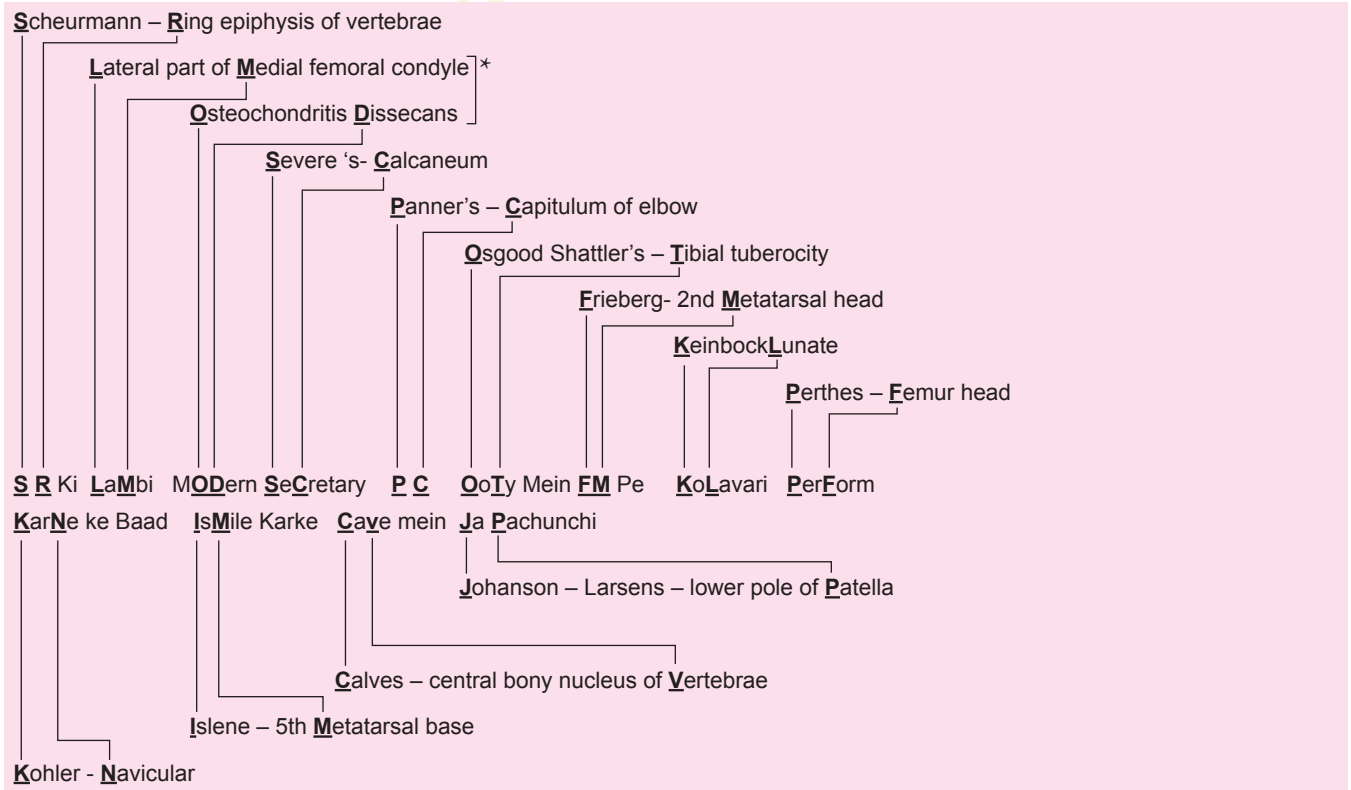 Scheurmann – Ring epiphysis of vertebrae
Lateral part of Medial femoral condyle *
Osteochondritis Dissecans
Severe 's- Calcaneum
Panner's – Capitulum of elbow
Osgood Shattler's – Tibial tuberocity
Frieberg- 2nd Metatarsal head
KeinbockLunate
Perthes – Femur head
S R Ki LaMbi MODern SeCretary P C OoTy Mein FM Pe KoLavari PerForm
KarNe ke Baad IsMile Karke Cave mein Ja Pachunchi
Johanson – Larsens – lower pole of Patella
Calves – central bony nucleus of Vertebrae
Islene – 5th Metatarsal base
Kohler - Navicular